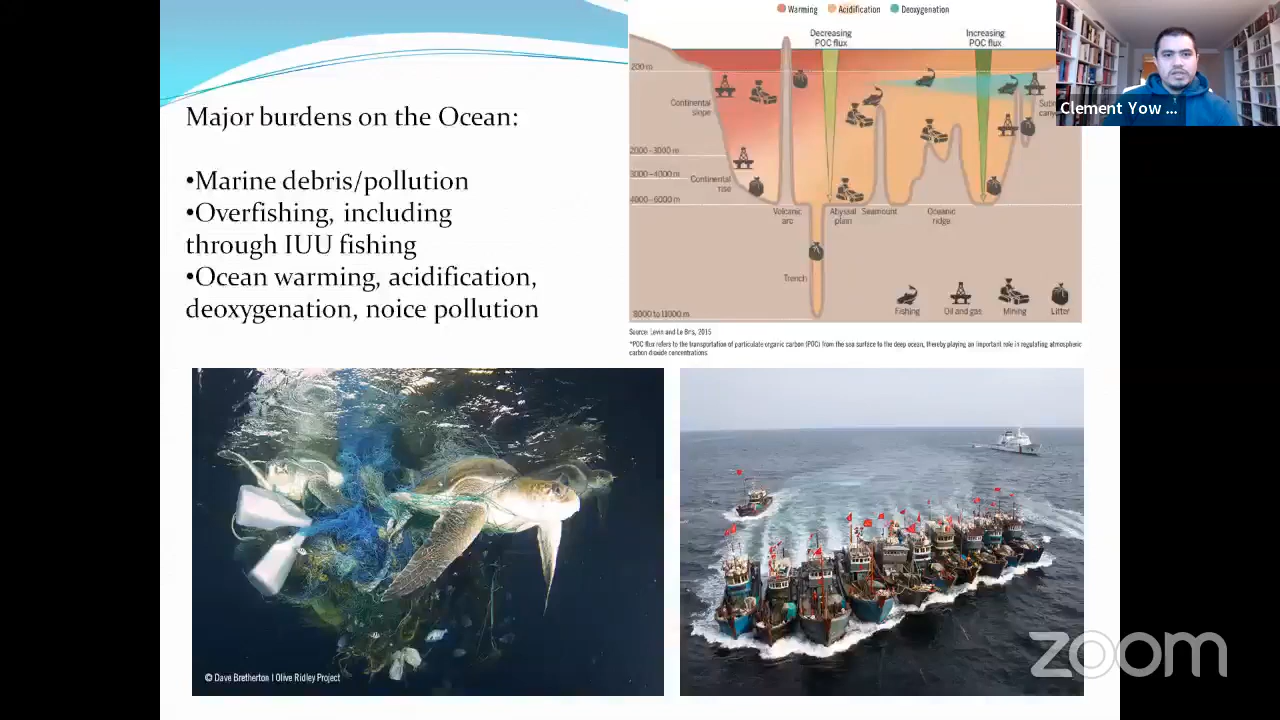 Major burdens on the Ocean:
•Marine debris/pollution
•Overfishing, including
through IUU fishing
•Ocean warming, acidification,
deoxygenation, noice pollution
Warming Acidification Deoxygenation
Decreasing
POC flux
Increasing
POC flux
200 m
Continental
slope
2000–3000 m
3000–4000 m
Continental
rise
4000–6000 m
Volcanic
arc
Abyssal
plain
Seamount
Oceanic
ridge
Trench
8000 to 11000 m
Fishing
Oil and gas
Mining
Litter
Source: Levin and Le Bris, 2015
*POC flux refers to the transportation of particulate organic carbon (POC) from the sea surface to the deep ocean, thereby playing an important role in regulating atmospheric
carbon dioxide concentrations.
Clement Yow ...
© Dave Bretherton | Olive Ridley Project
zoom